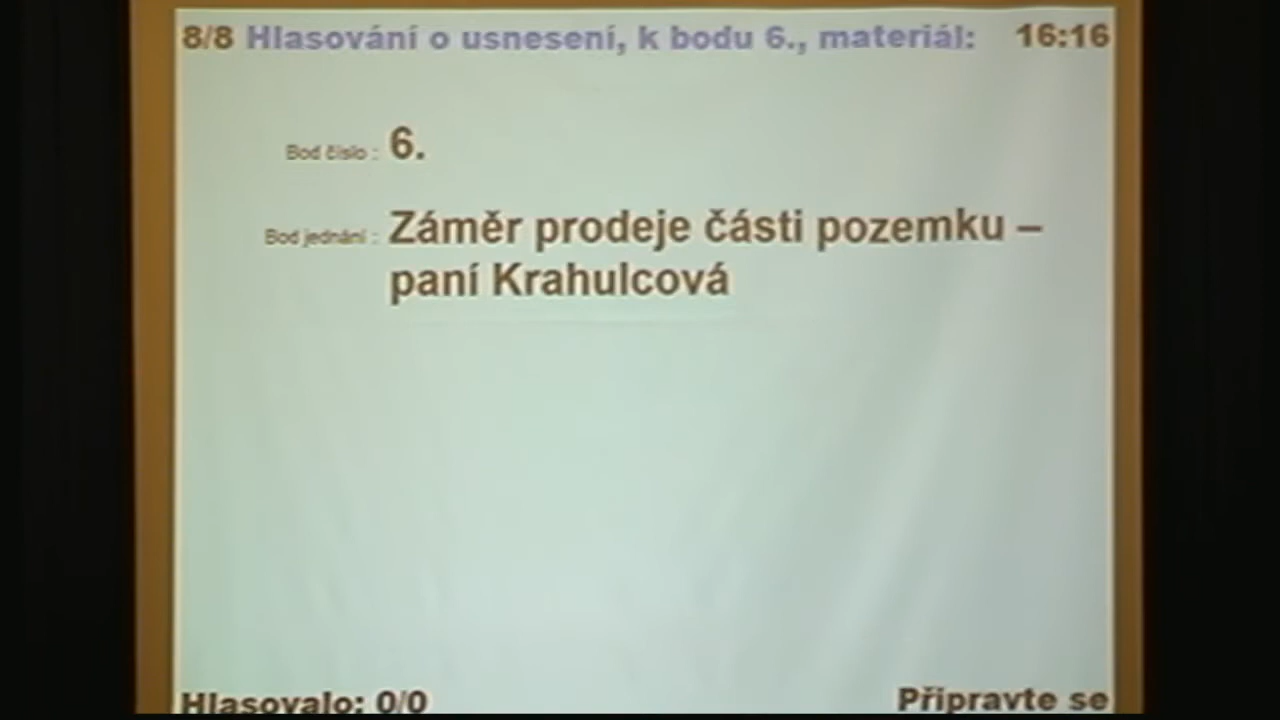 8/8 Hlasování o usnesení, k bodu 6., materiál: 16:16
Bod číslo : 6.
Bod jednání : Záměr prodeje části pozemku –
paní Krahulcová
Hlasovalo: 0/0 Připravte se